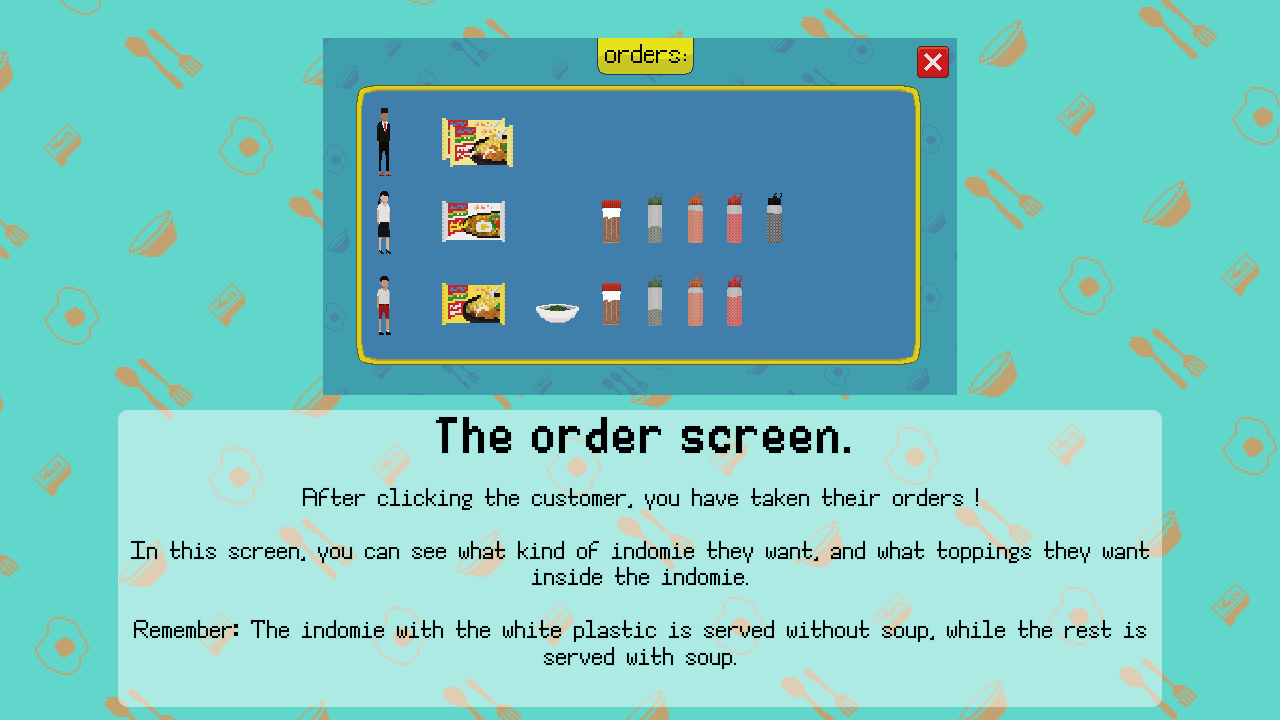 orders:
The order screen.
After clicking the customer, you have taken their orders !
In this screen, you can see what kind of indomie they want, and what toppings they want
inside the indomie.
Remember: The indomie with the white plastic is served without soup, while the rest is
served with soup.